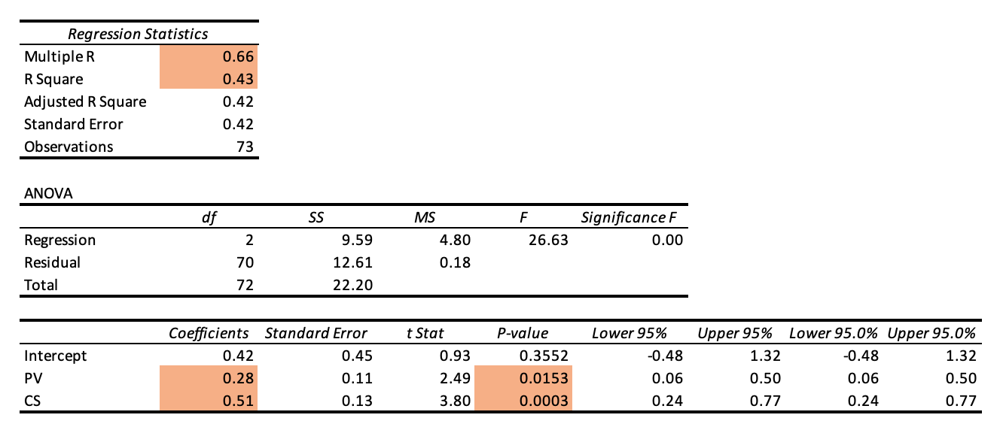 Regression Statistics
Multiple R 0.66
R Square 0.43
Adjusted R Square 0.42
Standard Error 0.42
Observations 73
ANOVA
df SS MS F Significance F
Regression 2 9.59 4.80 26.63 0.00
Residual 70 12.61 0.18
Total 72 22.20
Coefficients Standard Error t Stat P-value Lower 95% Upper 95% Lower 95.0% Upper 95.0%
Intercept 0.42 0.45 0.93 0.3552 -0.48 1.32 -0.48 1.32
PV 0.28 0.11 2.49 0.0153 0.06 0.50 0.06 0.50
CS 0.51 0.13 3.80 0.0003 0.24 0.77 0.24 0.77